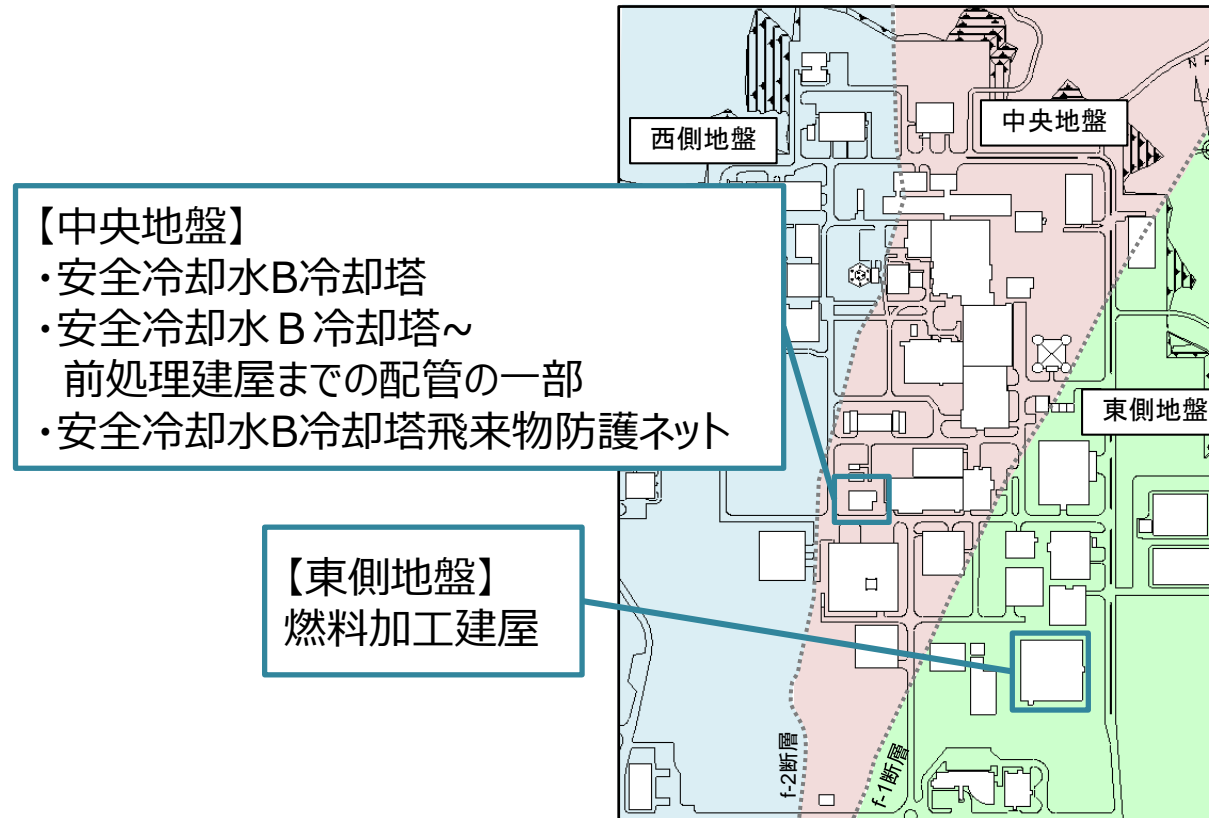 西側地盤
中央地盤
【中央地盤】
・安全冷却水B冷却塔
・安全冷却水Ｂ冷却塔~
前処理建屋までの配管の一部
・安全冷却水B冷却塔飛来物防護ネット
東側地盤
【東側地盤】
燃料加工建屋
f-2断層
f-1断層